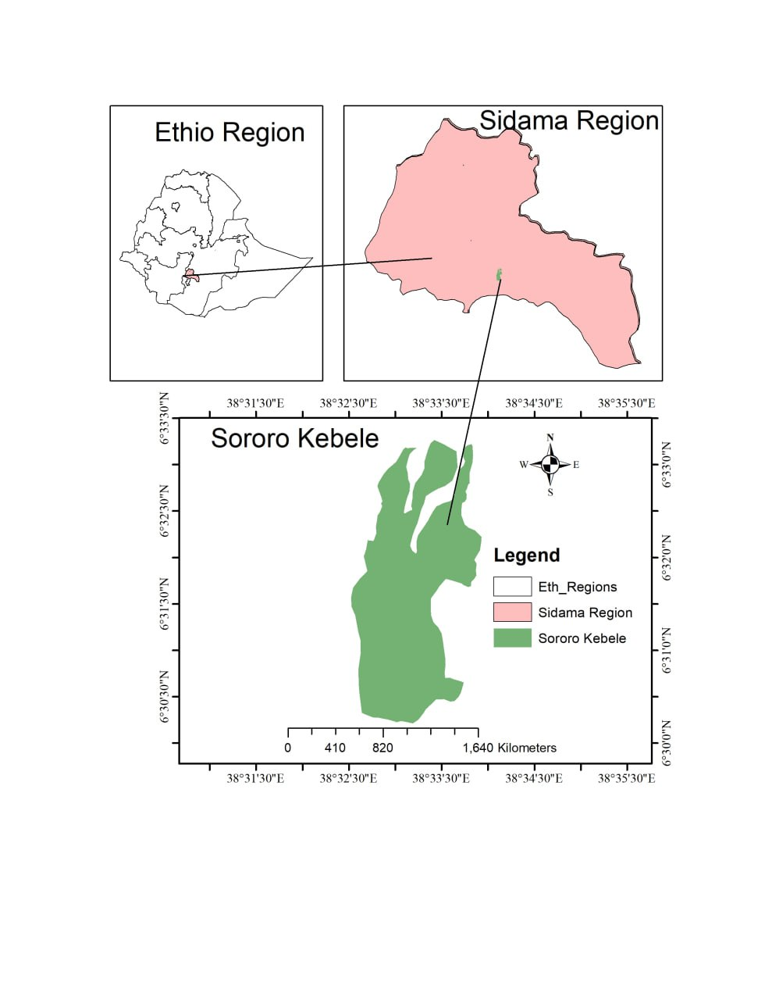 Ethio Region
Sidama Region
38°31'30"E 38°32'30"E 38°33'30"E 38°34'30"E 38°35'30"E
6°33'30"N
6°32'30"N
6°31'30"N
6°30'30"N
Sororo Kebele
N
W E
S
6°33'0"N
6°32'0"N
6°31'0"N
6°30'0"N
Legend
Eth_Regions
Sidama Region
Sororo Kebele
0 410 820 1,640 Kilometers
38°31'30"E 38°32'30"E 38°33'30"E 38°34'30"E 38°35'30"E